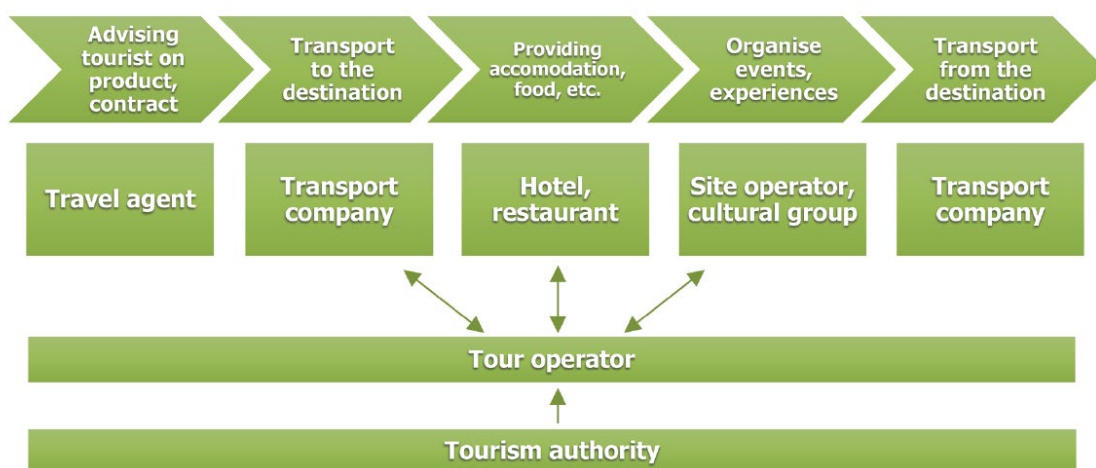 Advising
tourist on
product,
contract
Transport
to the
destination
Providing
accomodation,
food, etc.
Organise
events,
experiences
Transport
from the
destination
Travel agent
Transport
company
Hotel,
restaurant
Site operator,
cultural group
Transport
company
Tour operator
Tourism authority